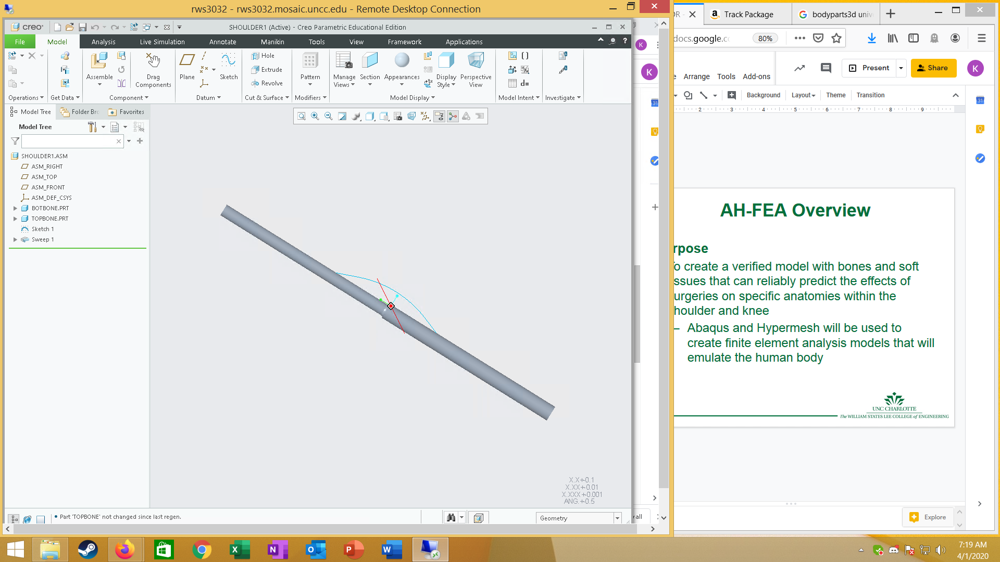 rws3032 - rws3032.mosaic.uncc.edu - Remote Desktop Connection
creo
SHOULDER1 (Active) - Creo Parametric Educational Edition
File
Model
Analysis
Live Simulation
Annotate
Manikin
Tools
View
Framework
Applications
Assemble
Drag
Components
Plane
Sketch
Hole
Extrude
Revolve
Pattern
Manage
Views
Section
Appearances
Display
Style
Perspective
View
d=
Operations
Get Data
Component
Datum
Cut & Surface
Modifiers
Model Display
Model Intent
Investigate
Model Tree
Folder Br
Favorites
Model Tree
SHOULDER1.ASM
ASM_RIGHT
ASM_TOP
ASM_FRONT
ASM_DEF_CSYS
BOTBONE.PRT
TOPBONE.PRT
Sketch 1
Sweep 1
X.X+-0.1
X.XX+-0.01
X.XXX+-0.001
ANG.+-0.5
• Part 'TOPBONE' not changed since last regen.
Geometry
all
K
K
31
DR -
Track Package
bodyparts3d univ
docs.google.c
80%
e
Arrange
Tools
Add-ons
Present
Share
K
Background
Layout
Theme
Transition
2 3 4 5 6 7 8 9
31
AH-FEA Overview
rpose
o create a verified model with bones and soft
ssues that can reliably predict the effects of
urgeries on specific anatomies within the
houlder and knee
– Abaqus and Hypermesh will be used to
create finite element analysis models that will
emulate the human body
UNC CHARLOTTE
The WILLIAM STATES LEE COLLEGE of ENGINEERING
Explore
7:19 AM
4/1/2020